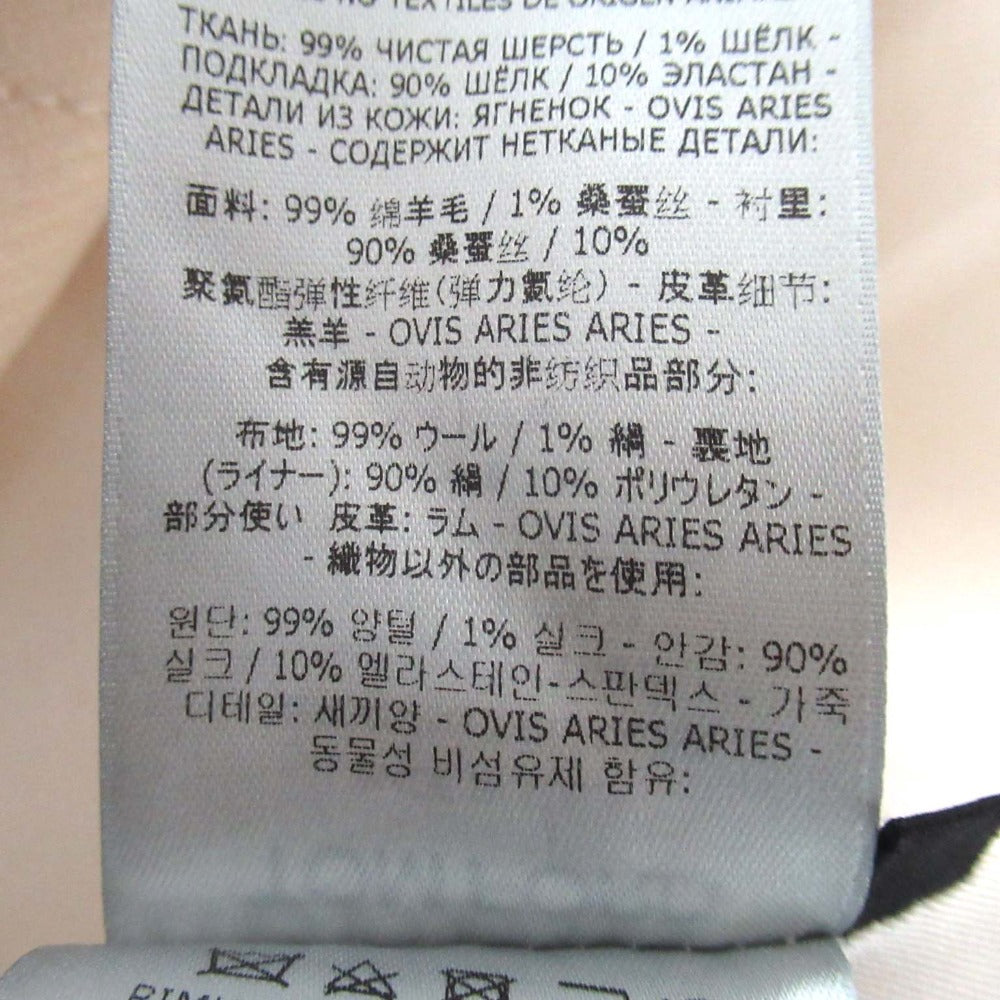 TEXTILES DE ORIGEN
ТКАНЬ: 99% ЧИСТАЯ ШЕРСТЬ / 1% ШЁЛК -
ПОДКЛАДКА: 90% ШЁЛК / 10% ЭЛАСТАН -
ДЕТАЛИ ИЗ КОЖИ: ЯГНЕНОК - OVIS ARIES
ARIES - СОДЕРЖИТ НЕТКАНЫЕ ДЕТАЛИ:
面料: 99% 绵羊毛 / 1% 桑蚕丝 - 衬里:
90% 桑蚕丝 / 10%
聚氨酯弹性纤维(弹力氨纶) - 皮革细节:
羔羊 - OVIS ARIES ARIES -
含有源自动物的非纺织品部分:
布地: 99% ウール / 1% 絹 - 裏地
(ライナー): 90% 絹 / 10% ポリウレタン -
部分使い 皮革: ラム - OVIS ARIES ARIES
- 織物以外の部品を使用:
원단: 99% 양털 / 1% 실크 - 안감: 90%
실크 / 10% 엘라스테인-스판덱스 - 가죽
디테일: 새끼양 - OVIS ARIES ARIES -
동물성 비섬유제 함유: